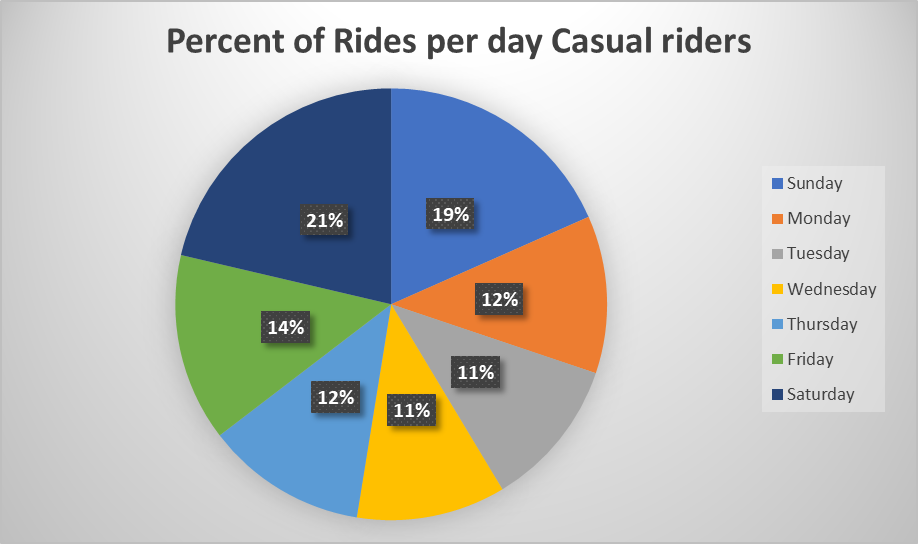 Percent of Rides per day Casual riders
19%
12%
11%
11%
12%
14%
21%
Sunday
Monday
Tuesday
Wednesday
Thursday
Friday
Saturday